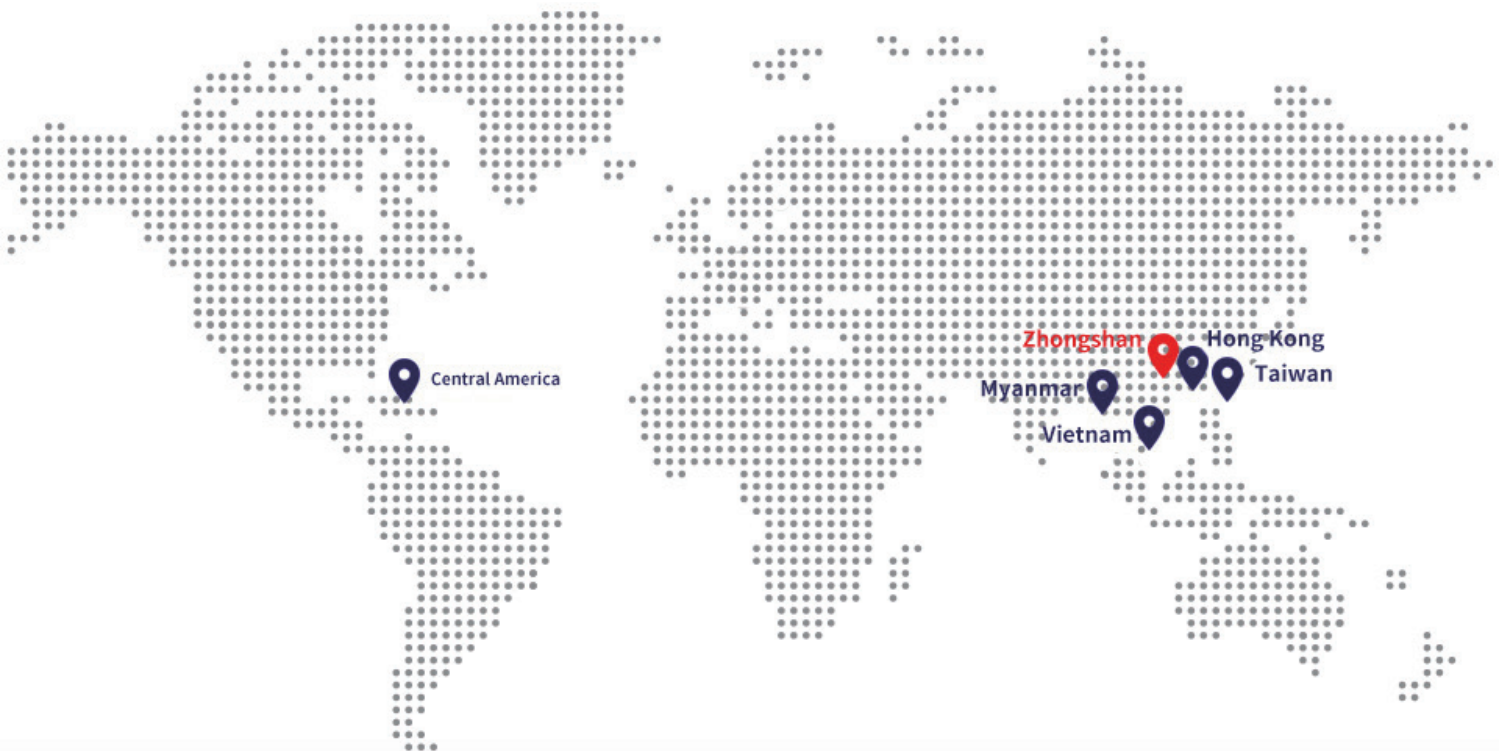 Zhongshan
Hong Kong
Taiwan
Central America
Myanmar
Vietnam